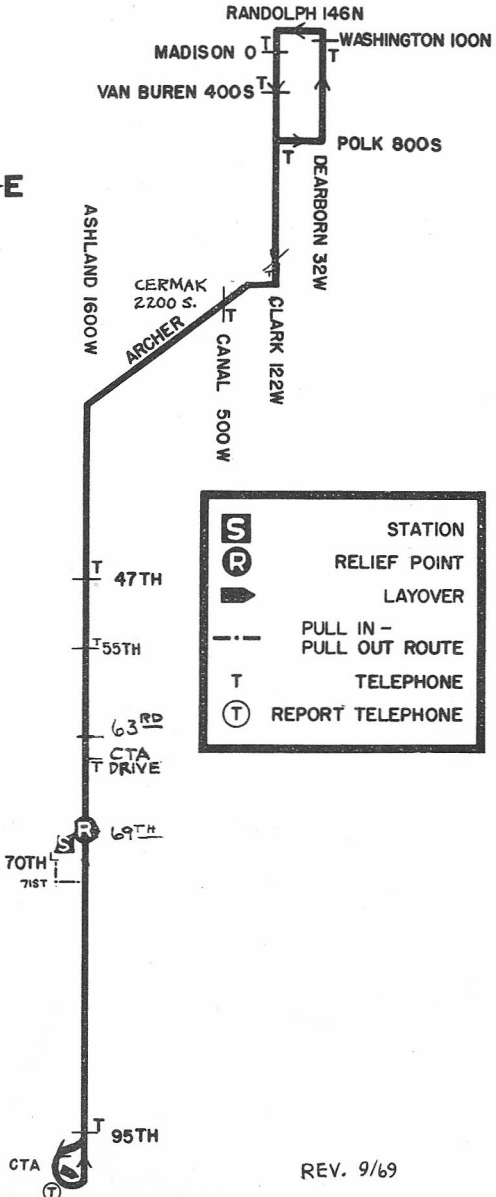 RANDOLPH 146N
T
MADISON 0
WASHINGTON 100N
T
VAN BUREN 400S
T
POLK 800S
T
DEARBORN 32W
E
ASHLAND 1600W
CERMAK
2200 S.
T
ARCHER
CANAL 500W
CLARK 122W
S STATION
R RELIEF POINT
LAYOVER
PULL IN -
PULL OUT ROUTE
T TELEPHONE
T REPORT TELEPHONE
T
47TH
T 55TH
63RD
CTA
T DRIVE
R 69TH
S
70TH
71ST
T
95TH
CTA
T
REV. 9/69